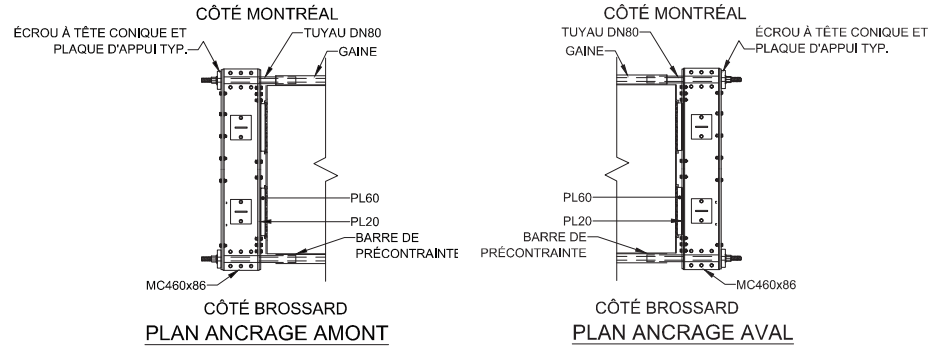 CÔTÉ MONTRÉAL
ÉCROU À TÊTE CONIQUE ET
PLAQUE D'APPUI TYP.
TUYAU DN80
GAINE
PL60
PL20
BARRE DE
PRÉCONTRAINTE
MC460x86
CÔTÉ BROSSARD
PLAN ANCRAGE AMONT
CÔTÉ MONTRÉAL
TUYAU DN80
GAINE
ÉCROU À TÊTE CONIQUE ET
PLAQUE D'APPUI TYP.
PL60
PL20
BARRE DE
PRÉCONTRAINTE
MC460x86
CÔTÉ BROSSARD
PLAN ANCRAGE AVAL